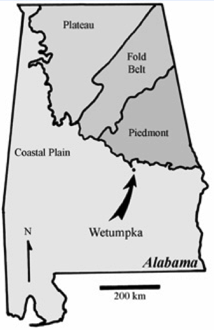 Plateau
Fold
Belt
Piedmont
Coastal Plain
N
Wetumpka
Alabama
200 km